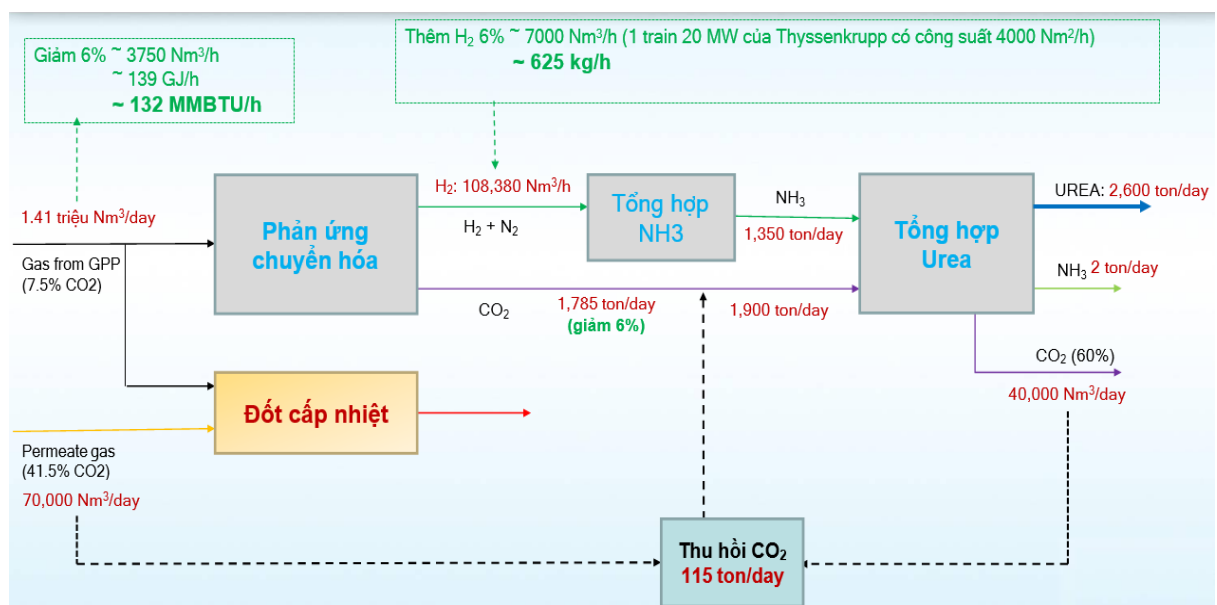 Giảm 6% ~ 3750 Nm³/h
~ 139 GJ/h
~ 132 MMBTU/h
Thêm H₂ 6% ~ 7000 Nm³/h (1 train 20 MW của Thyssenkrupp có công suất 4000 Nm²/h)
~ 625 kg/h
1.41 triệu Nm³/day
Gas from GPP
(7.5% CO2)
Phản ứng
chuyển hóa
H₂: 108,380 Nm³/h
H₂ + N₂
Tổng hợp
NH3
NH₃
1,350 ton/day
Tổng hợp
Urea
UREA: 2,600 ton/day
NH₃ 2 ton/day
CO₂
1,785 ton/day
(giảm 6%)
1,900 ton/day
CO₂ (60%)
40,000 Nm³/day
Đốt cấp nhiệt
Permeate gas
(41.5% CO2)
70,000 Nm³/day
Thu hồi CO₂
115 ton/day